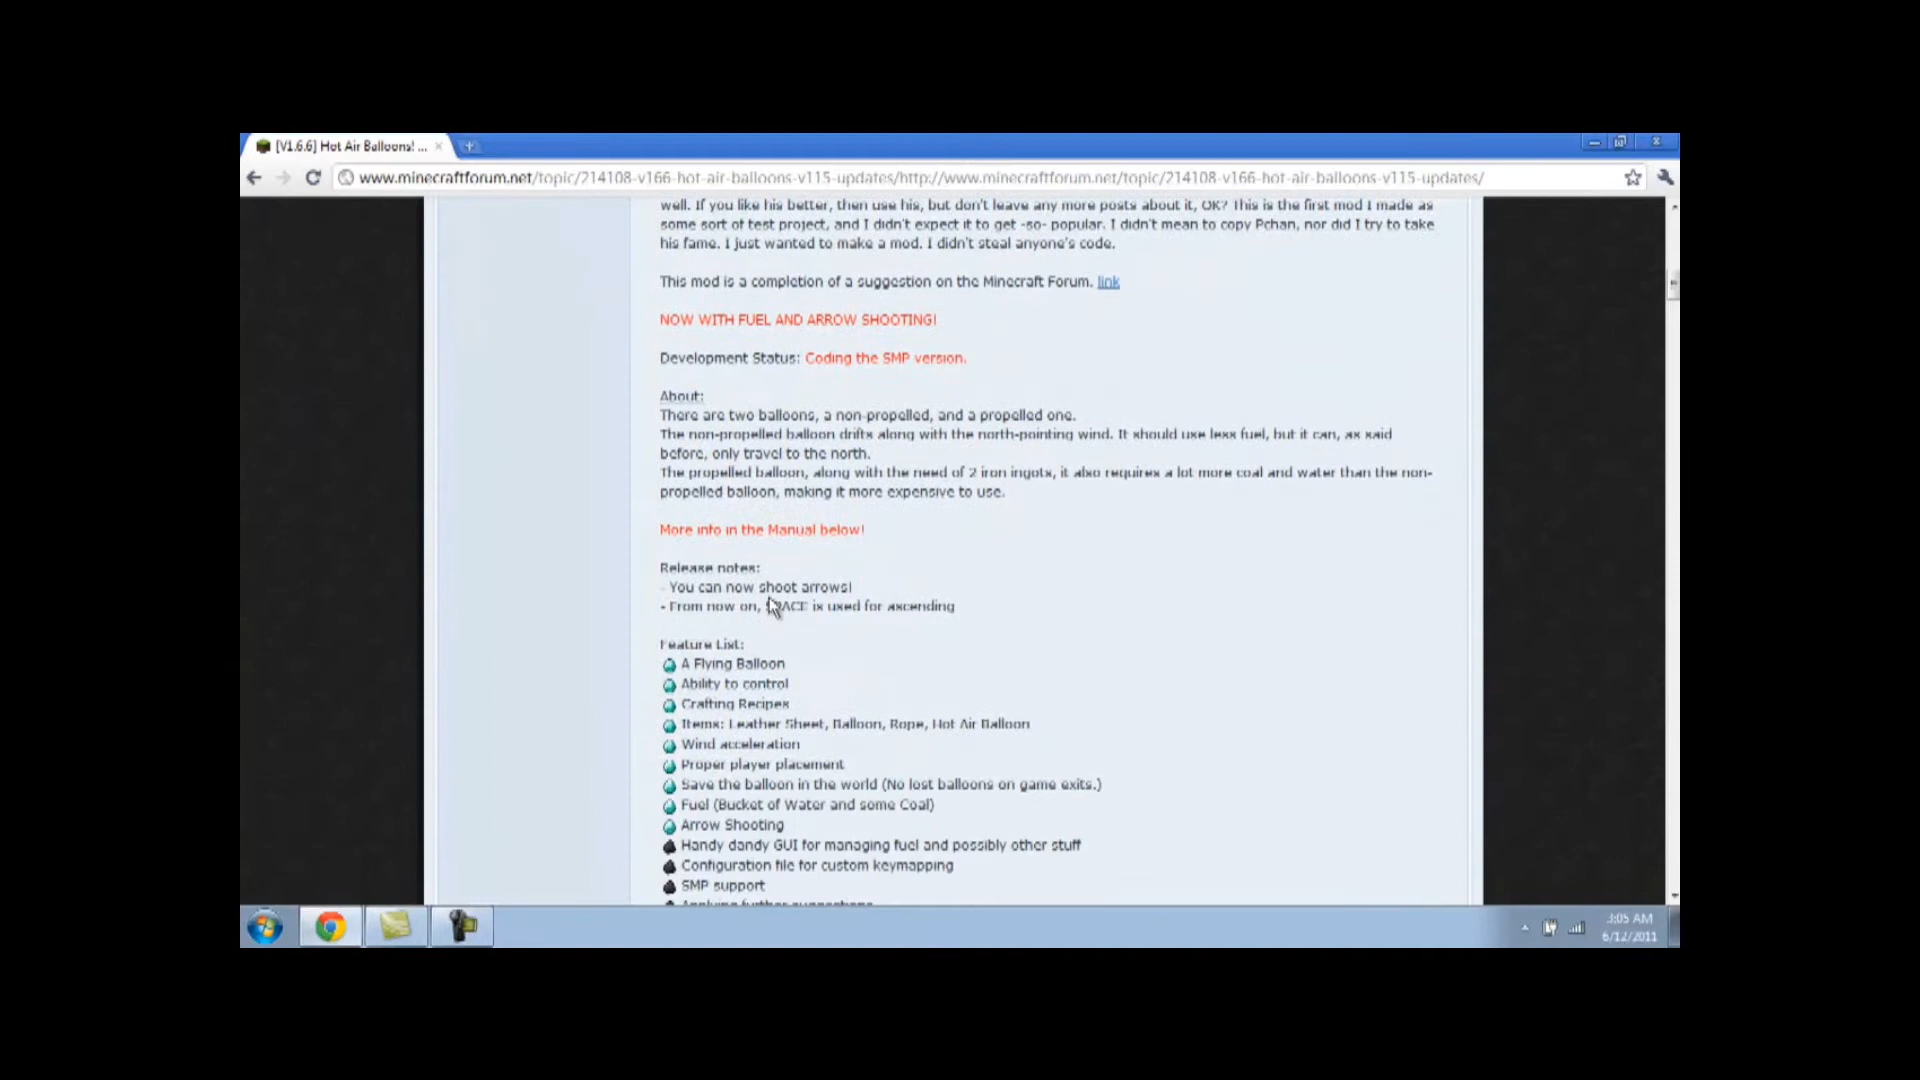 [V1.6.6] Hot Air Balloons! ...
www.minecraftforum.net/topic/214108-v166-hot-air-balloons-v115-updates/http://www.minecraftforum.net/topic/214108-v166-hot-air-balloons-v115-updates/
well. If you like his better, then use his, but don't leave any more posts about it, OK? This is the first mod I made as
some sort of test project, and I didn't expect it to get -so- popular. I didn't mean to copy Pchan, nor did I try to take
his fame. I just wanted to make a mod. I didn't steal anyone's code.
This mod is a completion of a suggestion on the Minecraft Forum. link
NOW WITH FUEL AND ARROW SHOOTING!
Development Status: Coding the SMP version.
About:
There are two balloons, a non-propelled, and a propelled one.
The non-propelled balloon drifts along with the north-pointing wind. It should use less fuel, but it can, as said
before, only travel to the north.
The propelled balloon, along with the need of 2 iron ingots, it also requires a lot more coal and water than the non-
propelled balloon, making it more expensive to use.
More info in the Manual below!
Release notes:
- You can now shoot arrows!
- From now on, SPACE is used for ascending
Feature List:
A Flying Balloon
Ability to control
Crafting Recipes
Items: Leather Sheet, Balloon, Rope, Hot Air Balloon
Wind acceleration
Proper player placement
Save the balloon in the world (No lost balloons on game exits.)
Fuel (Bucket of Water and some Coal)
Arrow Shooting
Handy dandy GUI for managing fuel and possibly other stuff
Configuration file for custom keymapping
SMP support
Applying further suggestions
3:05 AM
6/12/2011